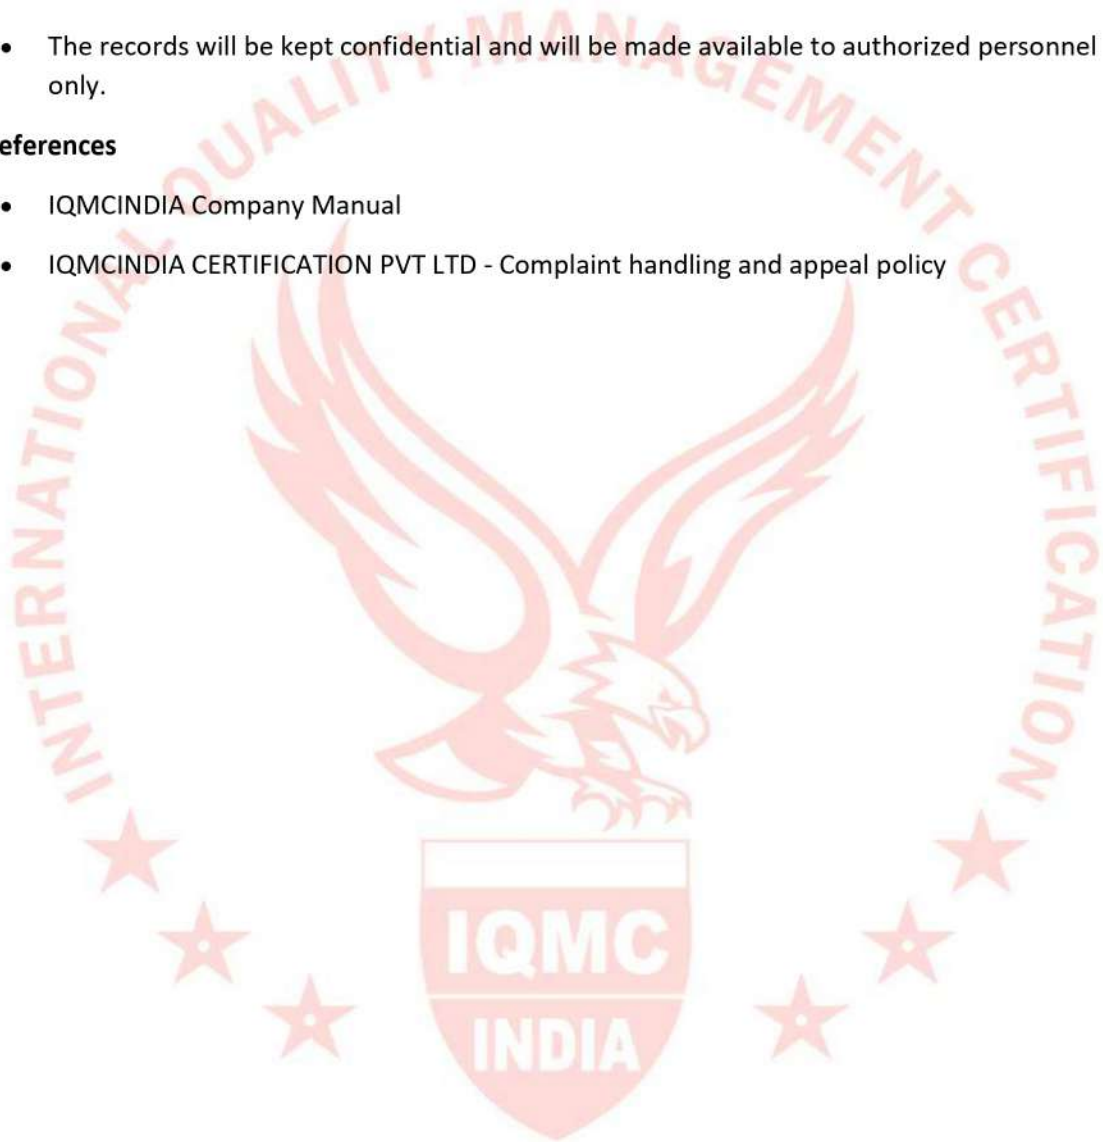 • The records will be kept confidential and will be made available to authorized personnel
only.
eferences
• IQMCINDIA Company Manual
• IQMCINDIA CERTIFICATION PVT LTD - Complaint handling and appeal policy
INTERNATIONAL QUALITY MANAGEMENT CERTIFICATION
IQMC
INDIA